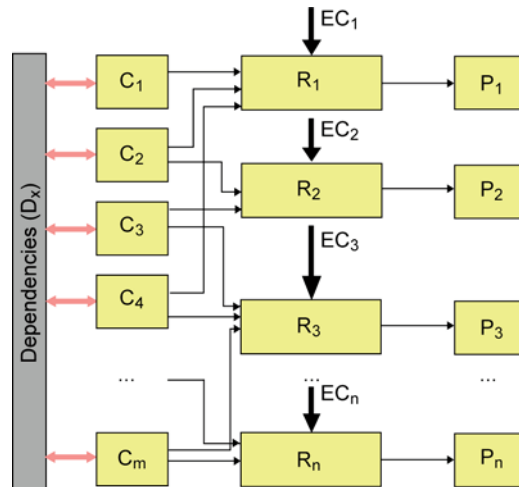 EC₁
C₁ R₁ P₁
EC₂
C₂ R₂ P₂
C₃
EC₃
C₄ R₃ P₃
... ... ...
ECₙ
Cₘ Rₙ Pₙ
Dependencies (Dₓ)